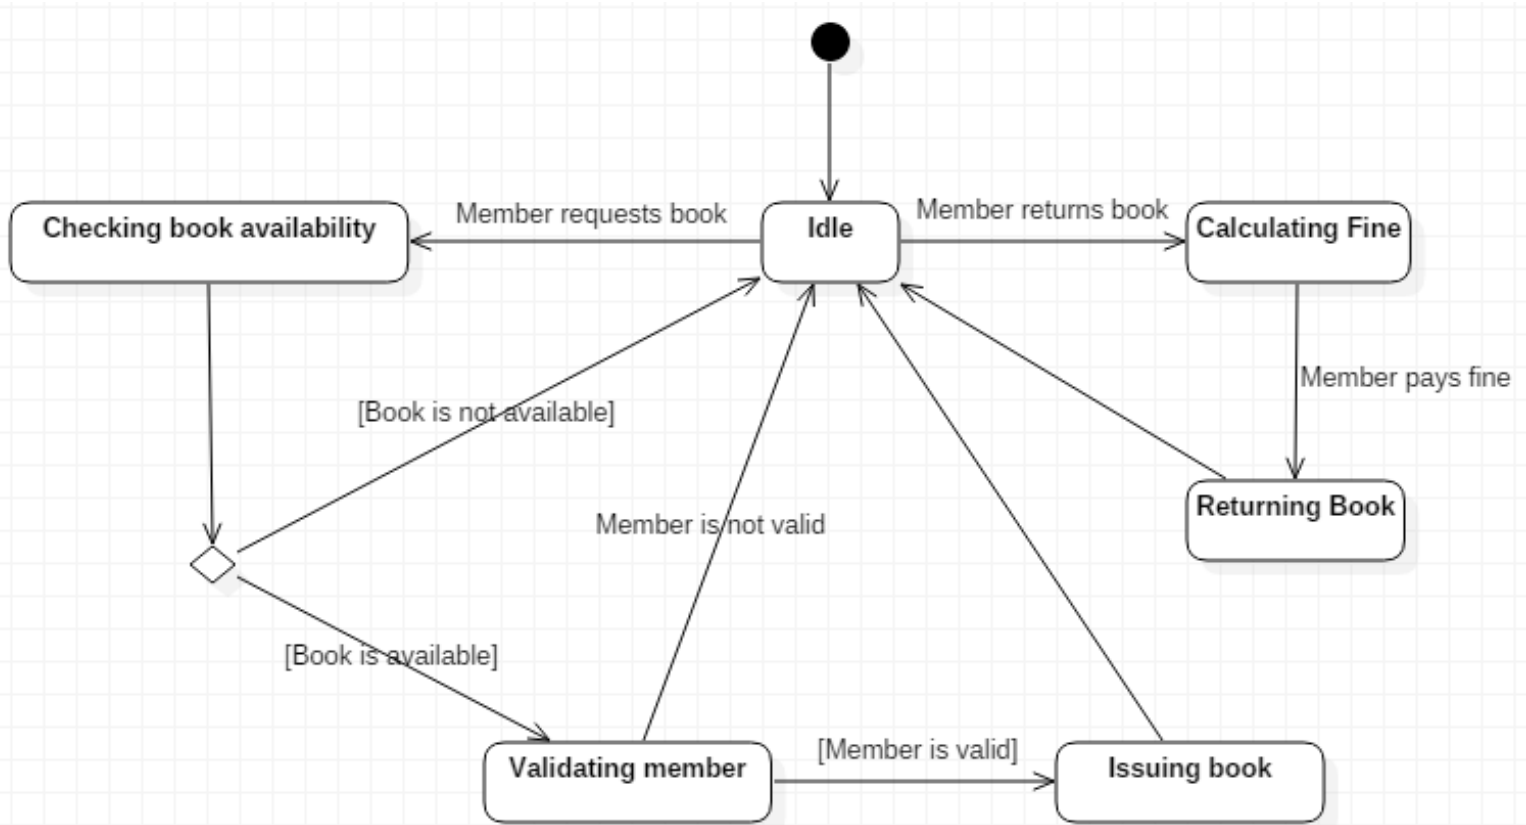 Member requests book
Member returns book
Checking book availability
Idle
Calculating Fine
Member pays fine
[Book is not available]
Returning Book
Member is not valid
[Book is available]
[Member is valid]
Validating member
Issuing book